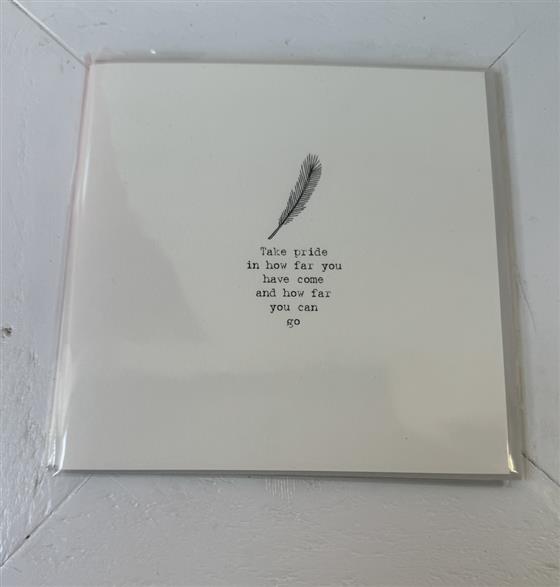 Take pride
in how far you
have come
and how far
you can
go